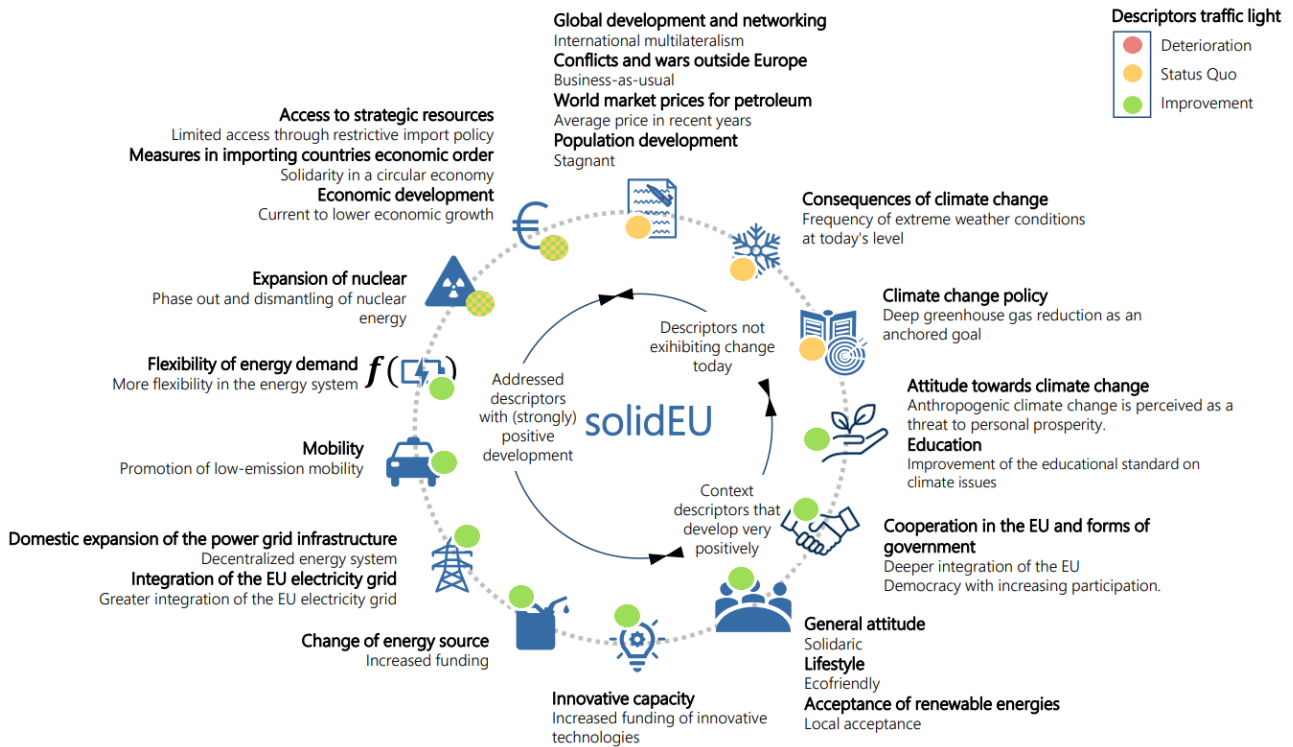 Global development and networking
International multilateralism
Conflicts and wars outside Europe
Business-as-usual
World market prices for petroleum
Average price in recent years
Population development
Stagnant
Descriptors traffic light
Deterioration
Status Quo
Improvement
Access to strategic resources
Limited access through restrictive import policy
Measures in importing countries economic order
Solidarity in a circular economy
Economic development
Current to lower economic growth
€
Consequences of climate change
Frequency of extreme weather conditions
at today's level
Expansion of nuclear
Phase out and dismantling of nuclear
energy
Climate change policy
Deep greenhouse gas reduction as an
anchored goal
Descriptors not
exihibiting change
today
Flexibility of energy demand
More flexibility in the energy system
f( )
Addressed
descriptors
with (strongly)
positive
development
solidEU
Attitude towards climate change
Anthropogenic climate change is perceived as a
threat to personal prosperity.
Education
Improvement of the educational standard on
climate issues
Mobility
Promotion of low-emission mobility
Context
descriptors that
develop very
positively
Cooperation in the EU and forms of
government
Deeper integration of the EU
Democracy with increasing participation.
Domestic expansion of the power grid infrastructure
Decentralized energy system
Integration of the EU electricity grid
Greater integration of the EU electricity grid
Change of energy source
Increased funding
General attitude
Solidaric
Lifestyle
Ecofriendly
Acceptance of renewable energies
Local acceptance
Innovative capacity
Increased funding of innovative
technologies